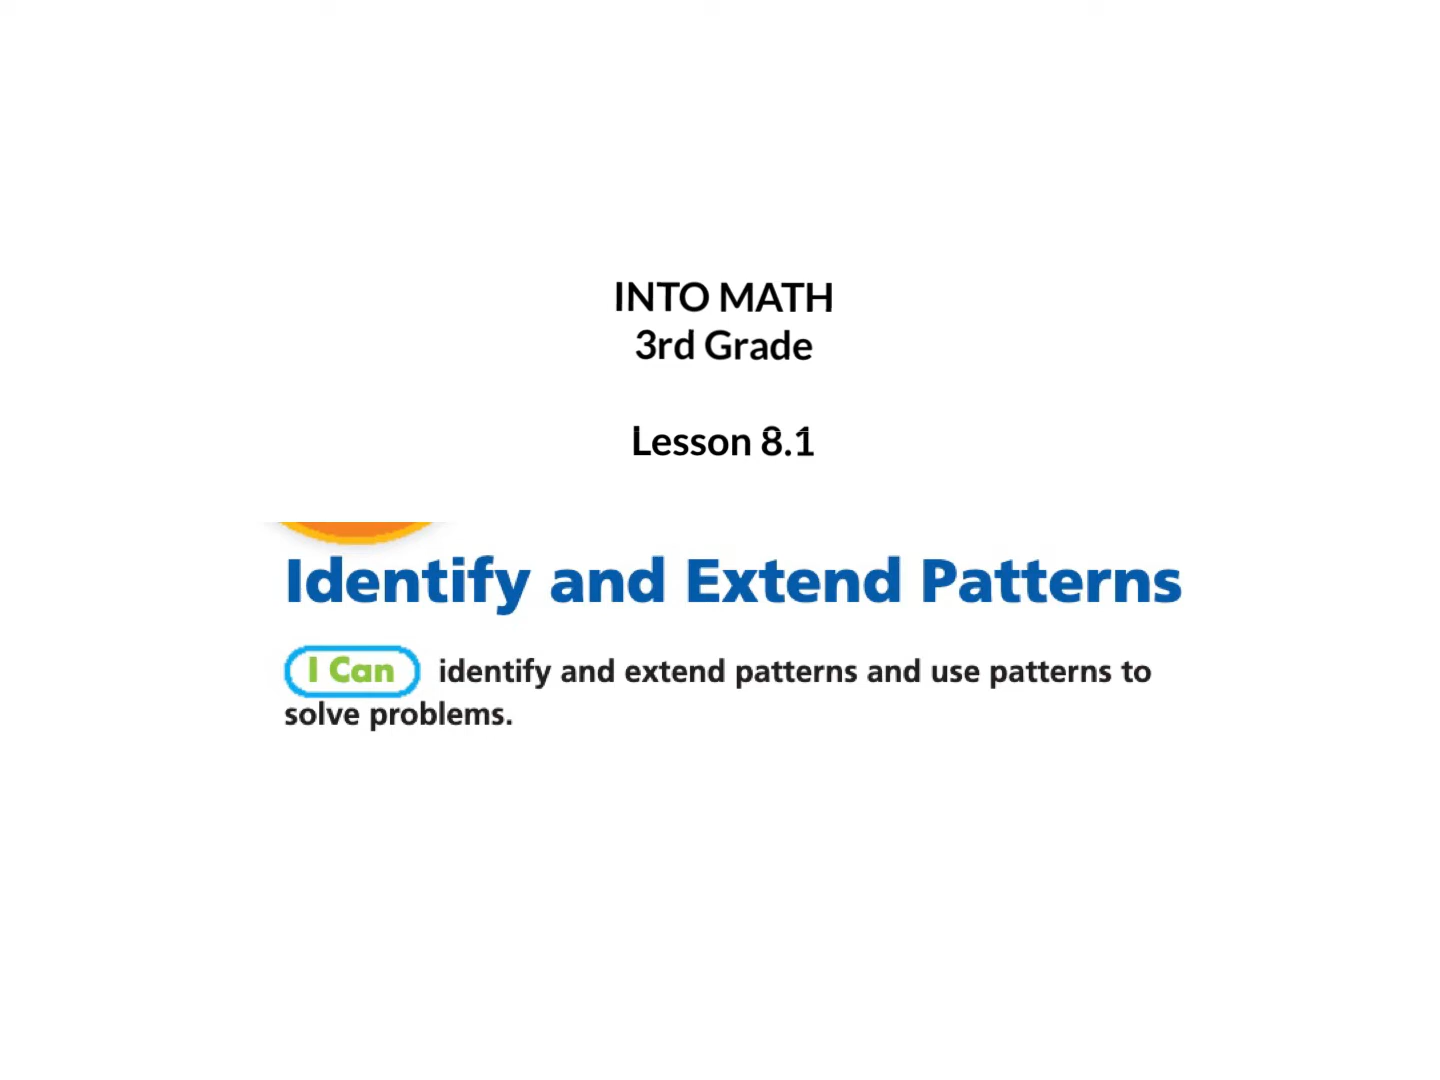 INTO MATH
3rd Grade
Lesson 8.1
Identify and Extend Patterns
I Can identify and extend patterns and use patterns to
solve problems.